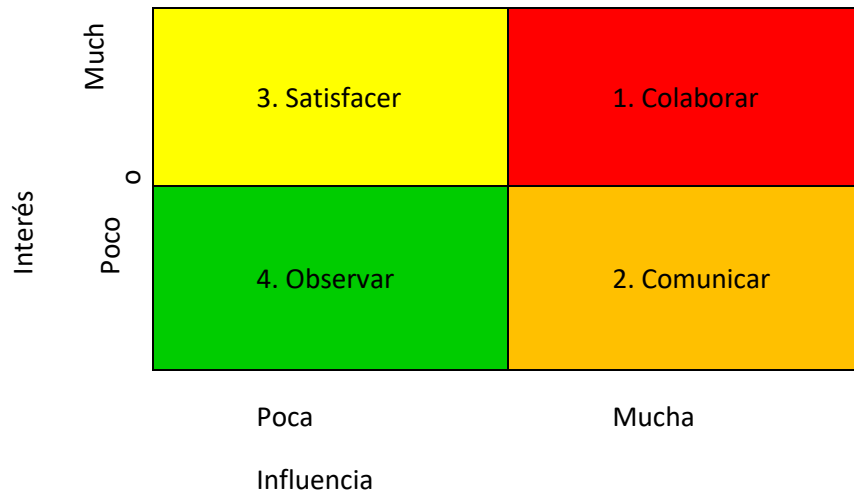 Much
o
3. Satisfacer
1. Colaborar
Interés
Poco
4. Observar
2. Comunicar
Poca
Mucha
Influencia